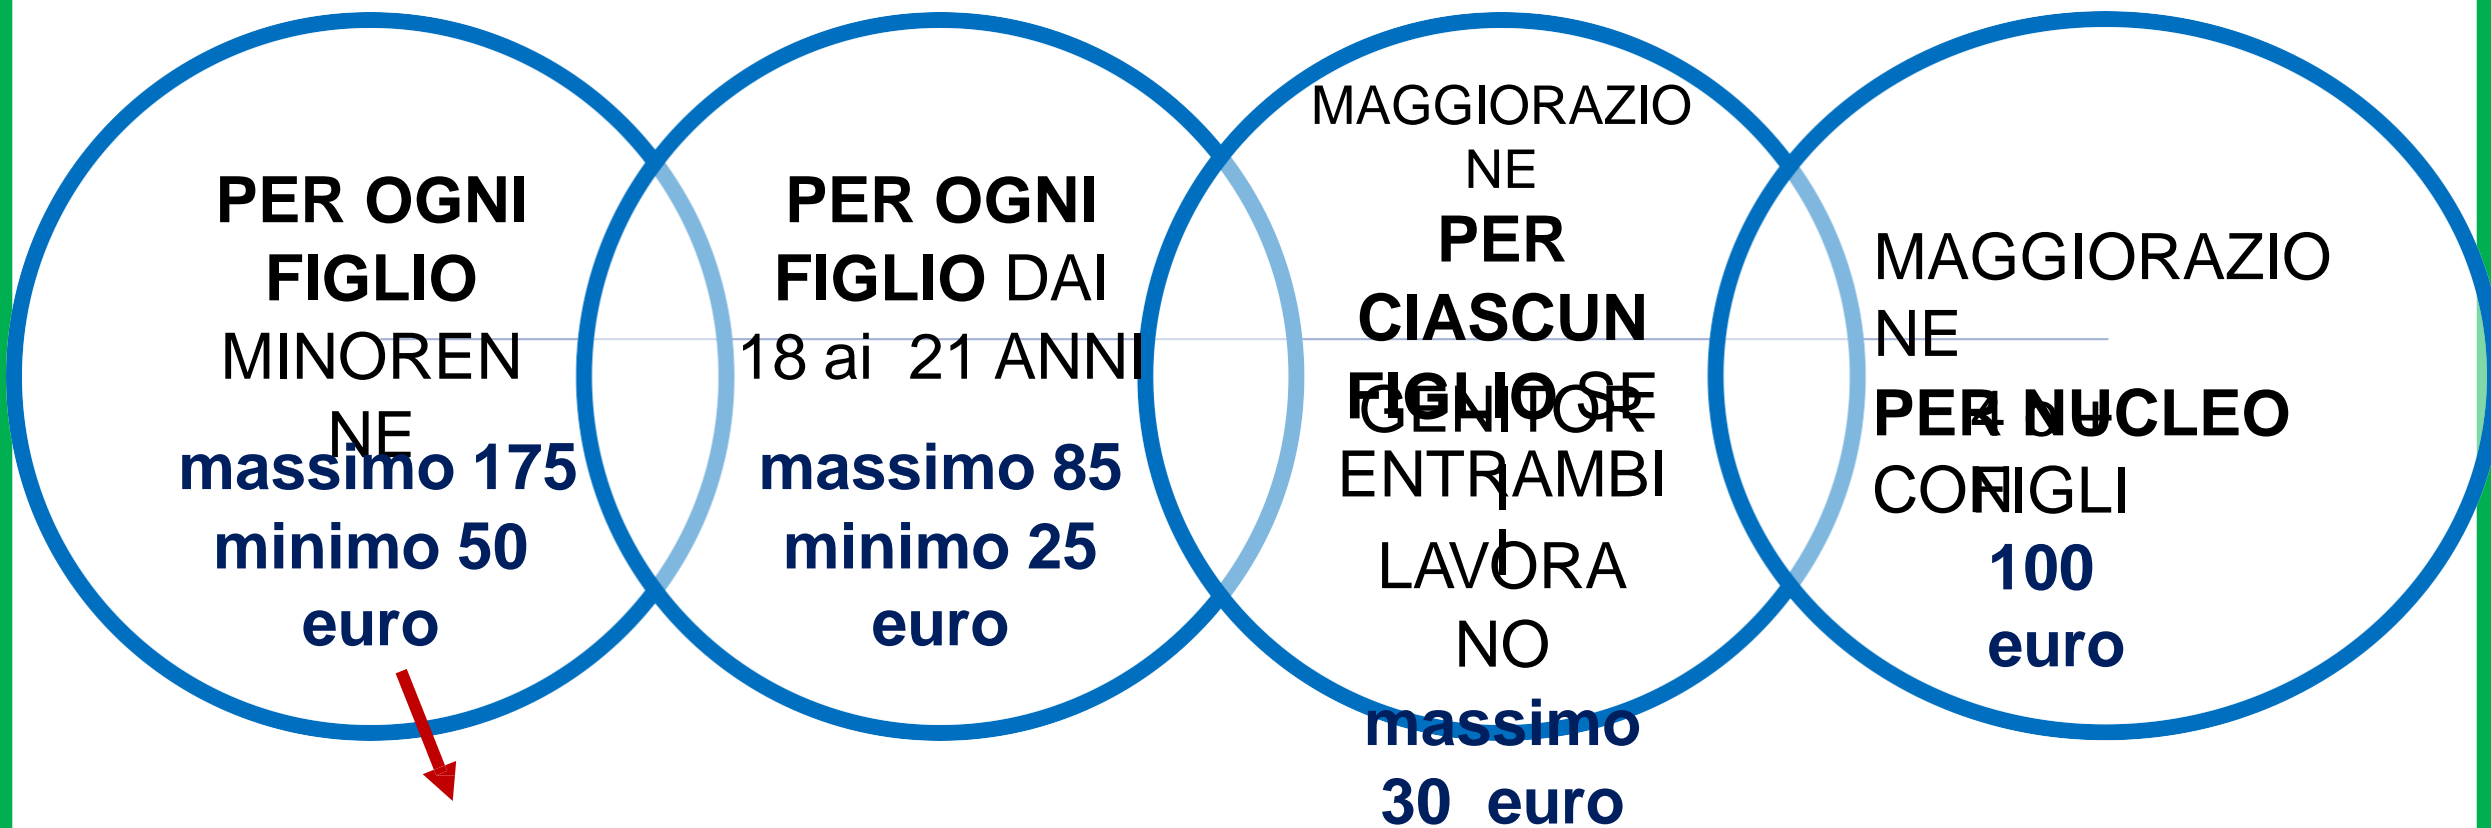 PER OGNI
FIGLIO
MINOREN
NE
massimo 175
minimo 50
euro
PER OGNI
FIGLIO DAI
18 ai 21 ANNI
massimo 85
minimo 25
euro
MAGGIORAZIO
NE
PER
CIASCUN
FIGLIO SE
GENITOR
I
ENTRAMBI
I
LAVORA
NO
massimo
30 euro
MAGGIORAZIO
NE
PER NUCLEO
CON
4 o +
FIGLI
100
euro